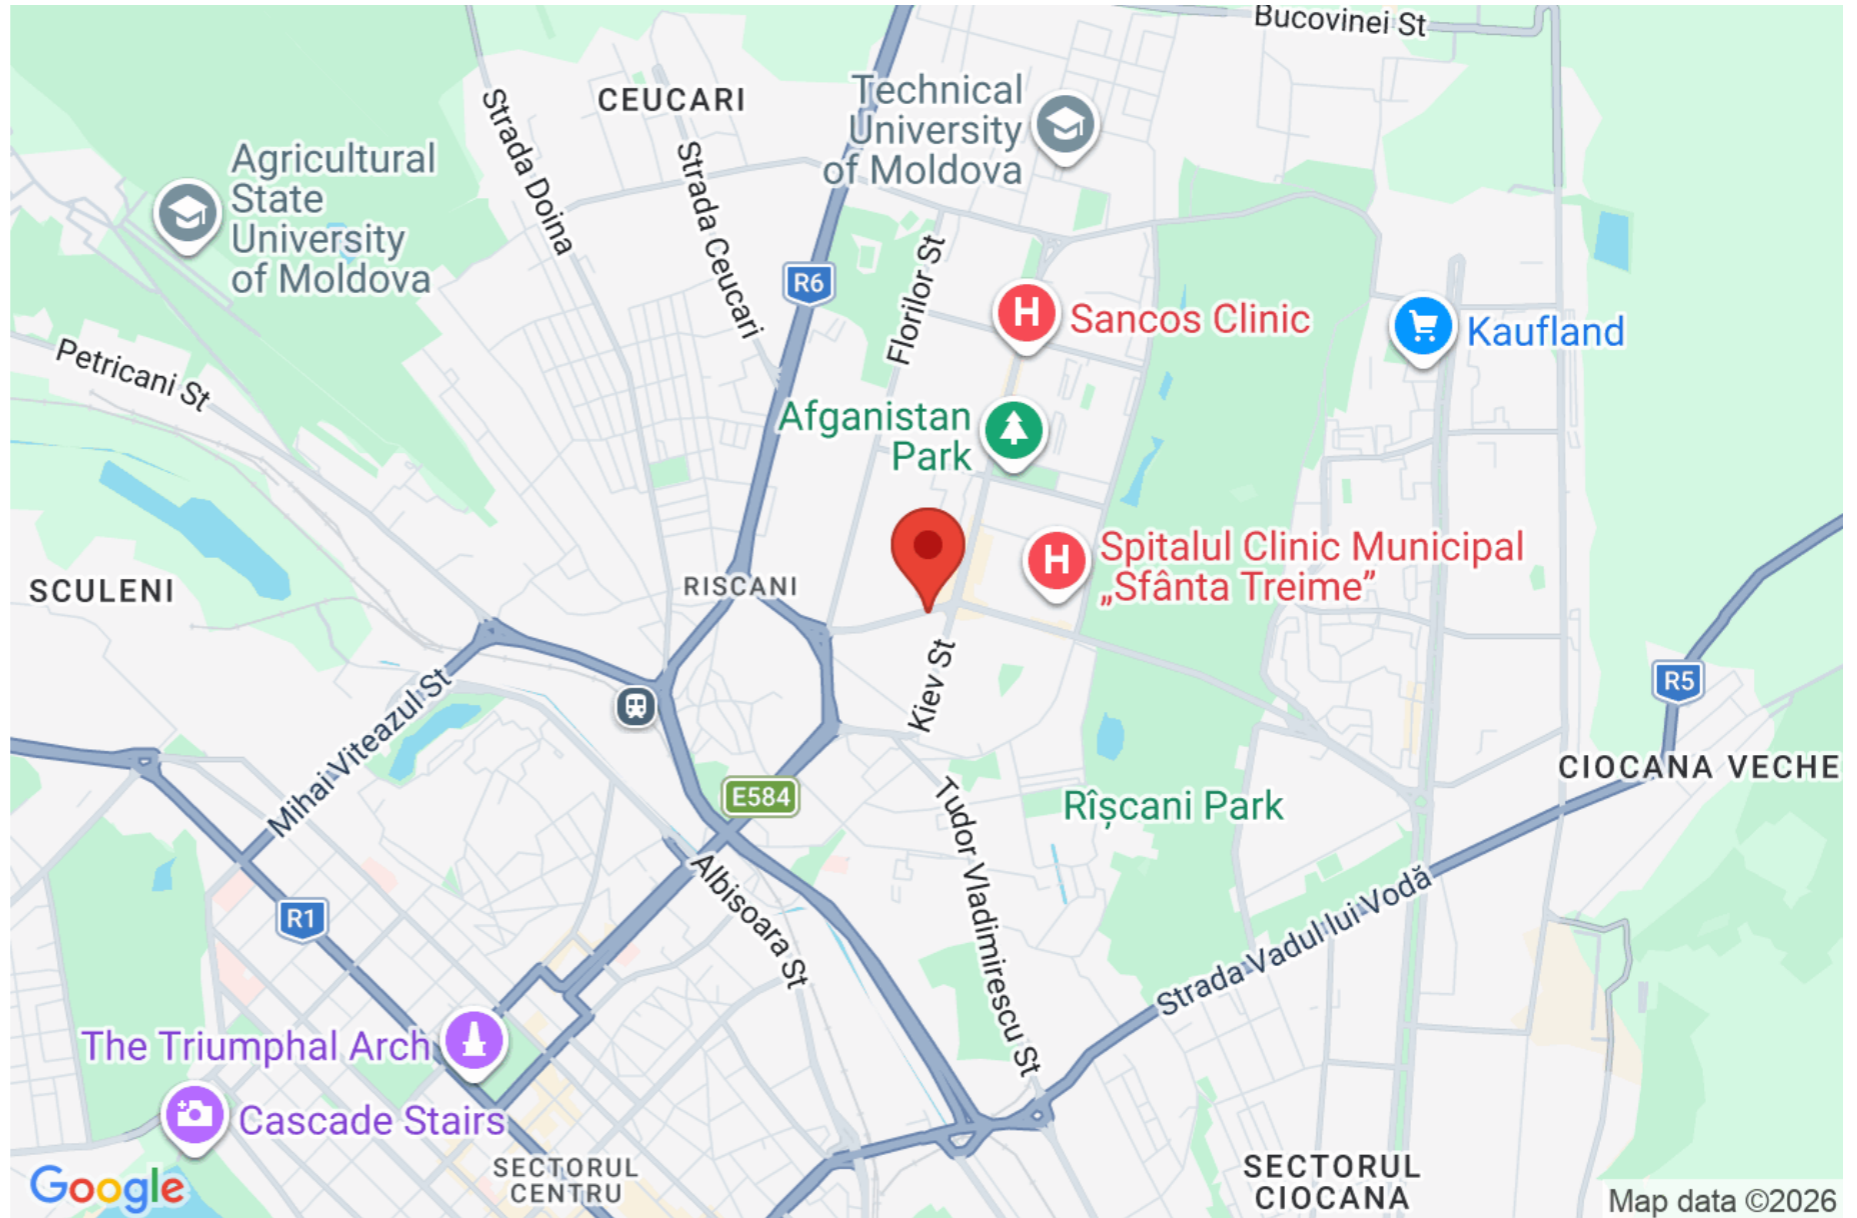 Bucovinei St
CEUCARI
Technical
University
of Moldova
Strada Doina
Strada Ceucari
Agricultural
State
University
of Moldova
R6
Florilor St
Sancos Clinic
Kaufland
Petricani St
Afganistan
Park
Spitalul Clinic Municipal
„Sfânta Treime”
SCULENI
RISCANI
Kiev St
R5
Mihai Viteazul St
CIOCANA VECHE
E584
Rîșcani Park
Tudor Vladimirescu St
Albisoara St
R1
Strada Vadul lui Vodă
The Triumphal Arch
Cascade Stairs
SECTORUL
CENTRU
SECTORUL
CIOCANA
Google
Map data ©2026
H
H